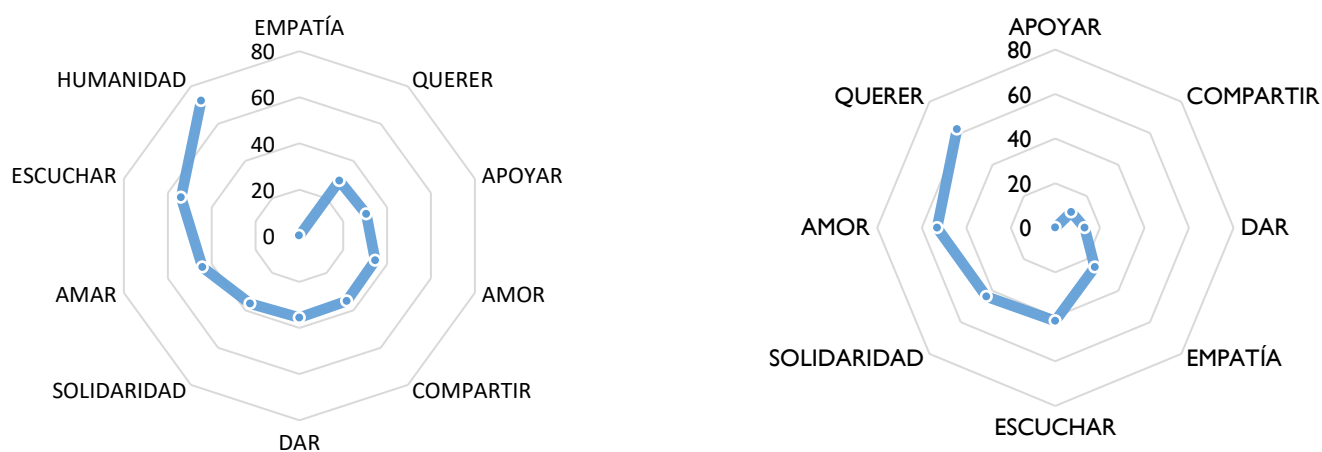 EMPATÍA
80
HUMANIDAD
QUERER
60
40
ESCUCHAR
APOYAR
20
0
AMAR
AMOR
SOLIDARIDAD
COMPARTIR
DAR
APOYAR
80
QUERER
COMPARTIR
60
40
20
AMOR
0
DAR
SOLIDARIDAD
EMPATÍA
ESCUCHAR